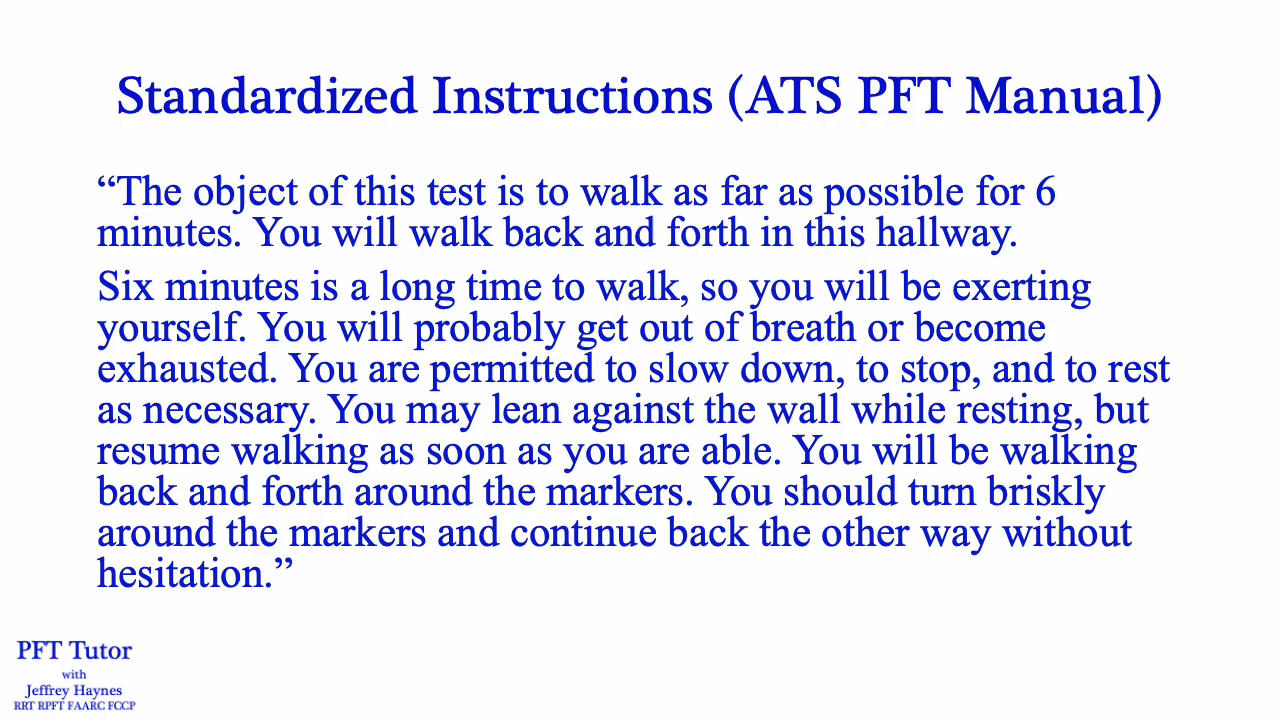 Standardized Instructions (ATS PFT Manual)
“The object of this test is to walk as far as possible for 6
minutes. You will walk back and forth in this hallway.
Six minutes is a long time to walk, so you will be exerting
yourself. You will probably get out of breath or become
exhausted. You are permitted to slow down, to stop, and to rest
as necessary. You may lean against the wall while resting, but
resume walking as soon as you are able. You will be walking
back and forth around the markers. You should turn briskly
around the markers and continue back the other way without
hesitation.”
PFT Tutor
with
Jeffrey Haynes
RRT RPFT FAARC FCCP